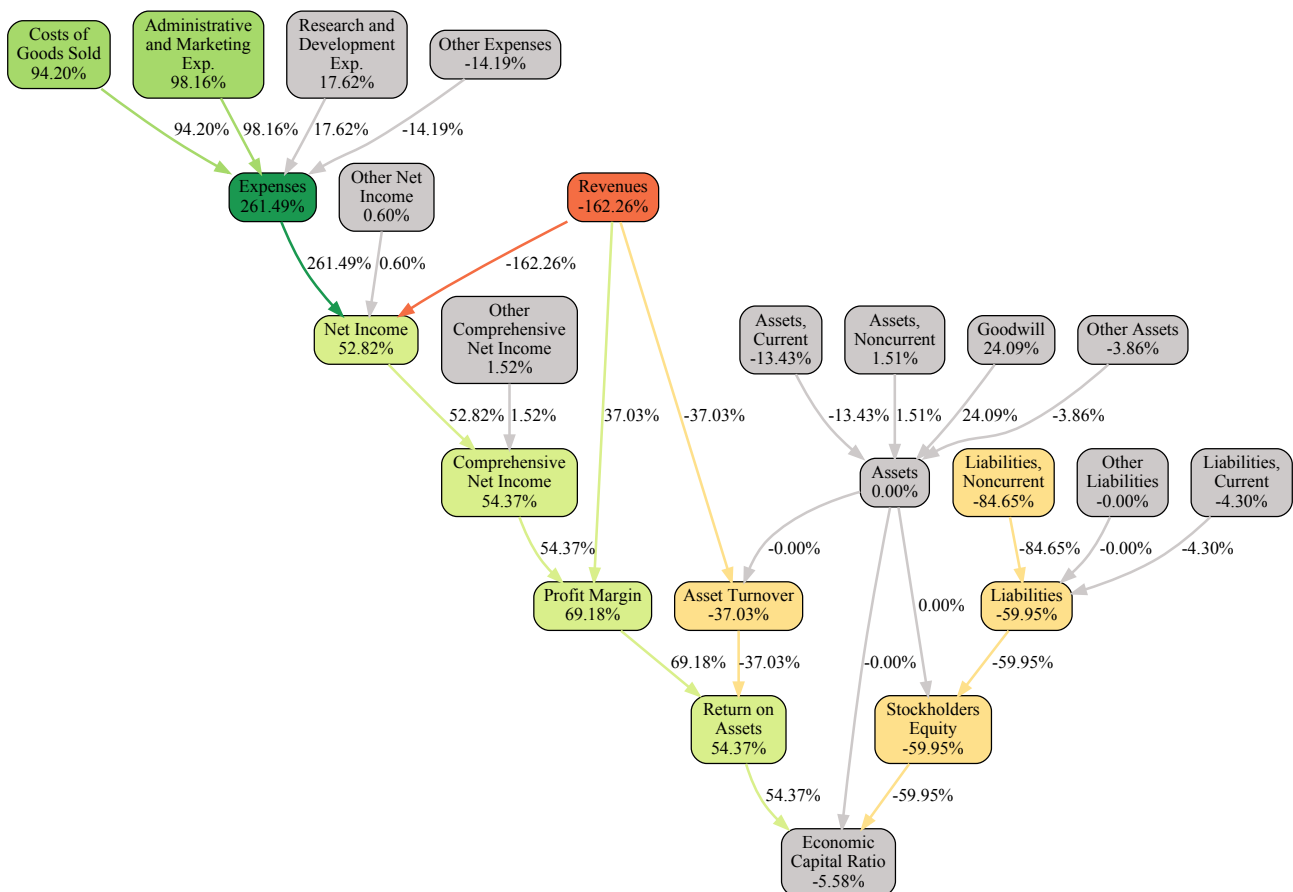 Costs of
Goods Sold
94.20%
Administrative
and Marketing
Exp.
98.16%
Research and
Development
Exp.
17.62%
Other Expenses
-14.19%
94.20%
98.16%
17.62%
-14.19%
Expenses
261.49%
Other Net
Income
0.60%
Revenues
-162.26%
261.49%
0.60%
-162.26%
Net Income
52.82%
Other
Comprehensive
Net Income
1.52%
Assets,
Current
-13.43%
Assets,
Noncurrent
1.51%
Goodwill
24.09%
Other Assets
-3.86%
52.82%
1.52%
37.03%
-37.03%
-13.43%
1.51%
24.09%
-3.86%
Comprehensive
Net Income
54.37%
Assets
0.00%
Liabilities,
Noncurrent
-84.65%
Other
Liabilities
-0.00%
Liabilities,
Current
-4.30%
54.37%
-0.00%
-84.65%
-0.00%
-4.30%
Profit Margin
69.18%
Asset Turnover
-37.03%
0.00%
Liabilities
-59.95%
69.18%
-37.03%
-0.00%
-59.95%
Return on
Assets
54.37%
Stockholders
Equity
-59.95%
54.37%
-59.95%
Economic
Capital Ratio
-5.58%